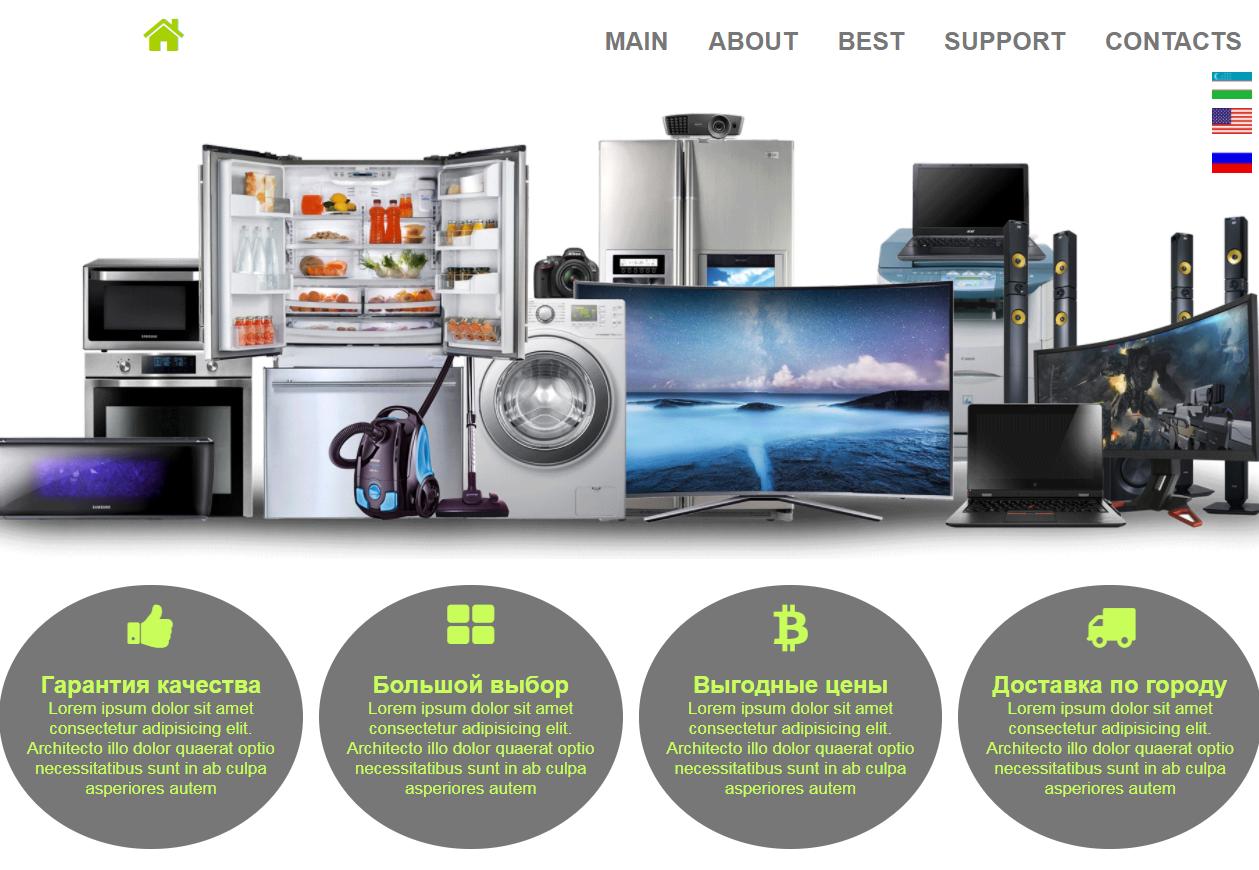 MAIN ABOUT BEST SUPPORT CONTACTS
SAMSUNG
SAMSUNG
Гарантия качества
Lorem ipsum dolor sit amet
consectetur adipisicing elit.
Architecto illo dolor quaerat optio
necessitatibus sunt in ab culpa
asperiores autem
Большой выбор
Lorem ipsum dolor sit amet
consectetur adipisicing elit.
Architecto illo dolor quaerat optio
necessitatibus sunt in ab culpa
asperiores autem
Выгодные цены
Lorem ipsum dolor sit amet
consectetur adipisicing elit.
Architecto illo dolor quaerat optio
necessitatibus sunt in ab culpa
asperiores autem
Доставка по городу
Lorem ipsum dolor sit amet
consectetur adipisicing elit.
Architecto illo dolor quaerat optio
necessitatibus sunt in ab culpa
asperiores autem